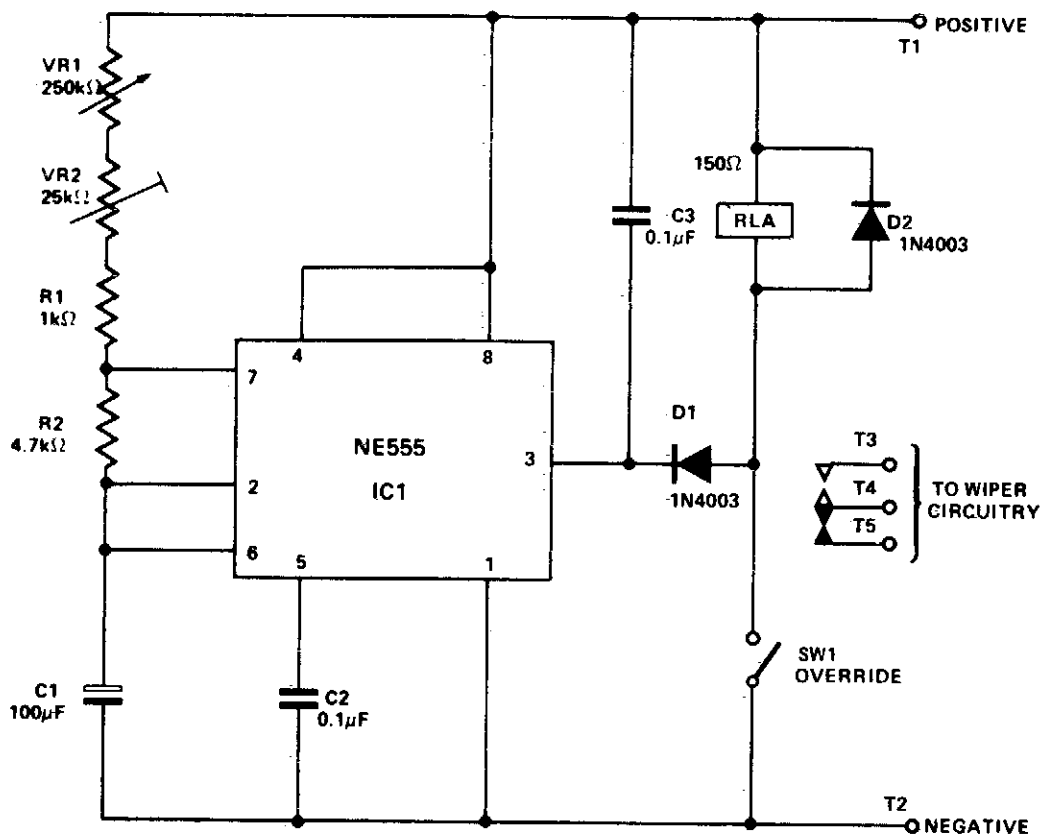 POSITIVE
T1
VR1
250kΩ
VR2
25kΩ
R1
1kΩ
R2
4.7kΩ
C1
100µF
4
8
7
NE555
IC1
3
2
6
5
1
C2
0.1µF
C3
0.1µF
150Ω
RLA
D2
1N4003
D1
1N4003
T3
T4
T5
TO WIPER
CIRCUITRY
SW1
OVERRIDE
T2
NEGATIVE